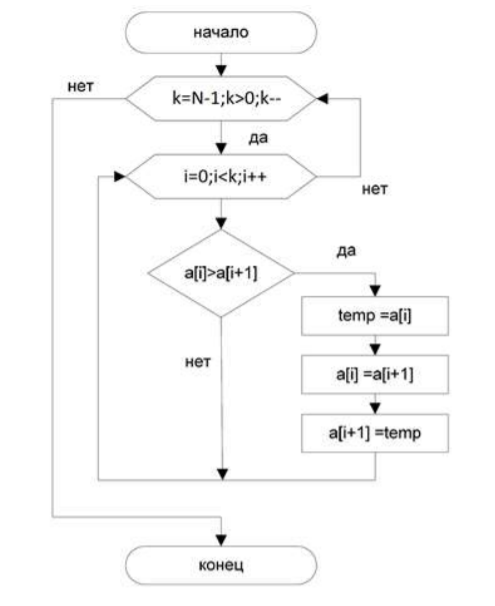 начало
нет
k=N-1;k>0;k--
да
i=0;i<k;i++
нет
да
a[i]>a[i+1]
temp =a[i]
нет
a[i] =a[i+1]
a[i+1] =temp
конец